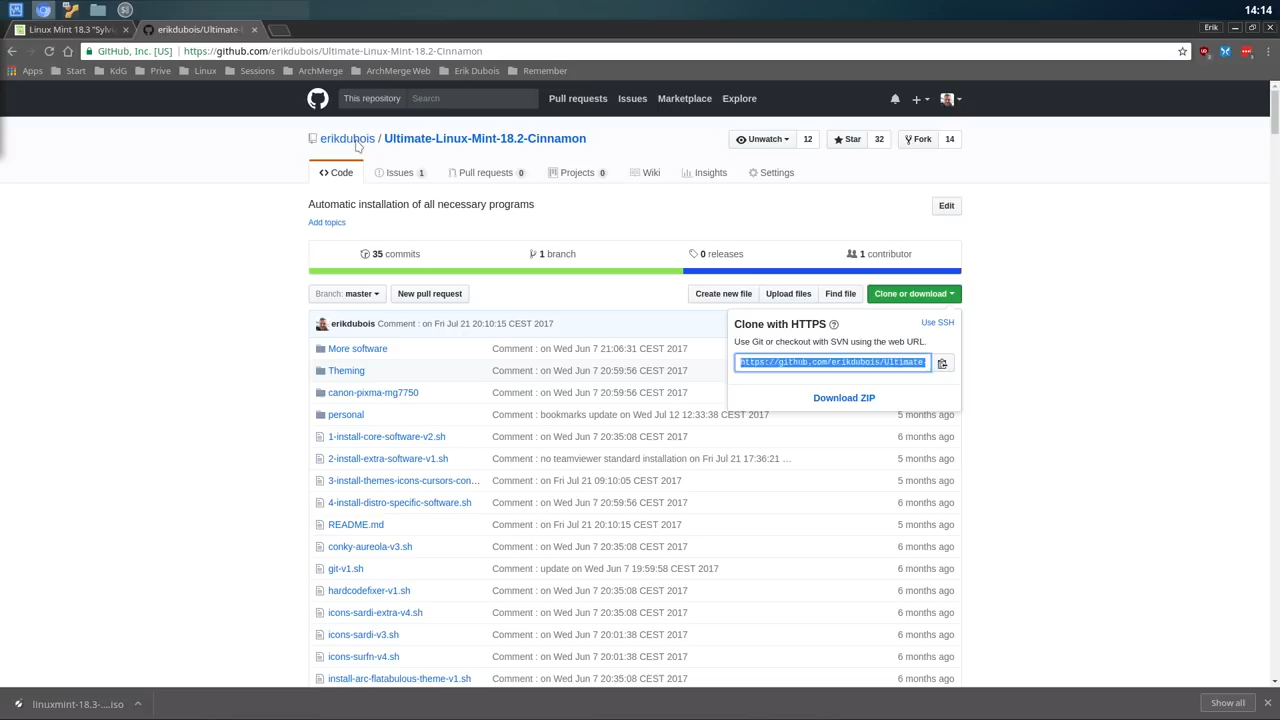 14:14
Linux Mint 18.3 "Sylvi
erikdubois/Ultimate-L
Erik
GitHub, Inc. [US]
https://github.com/erikdubois/Ultimate-Linux-Mint-18.2-Cinnamon
Apps Start KdG Prive Linux Sessions ArchMerge ArchMerge Web Erik Dubois Remember
This repository Search Pull requests Issues Marketplace Explore
erikdubois / Ultimate-Linux-Mint-18.2-Cinnamon
Unwatch 12 Star 32 Fork 14
Code Issues 1 Pull requests 0 Projects 0 Wiki Insights Settings
Automatic installation of all necessary programs
Edit
Add topics
35 commits 1 branch 0 releases 1 contributor
Branch: master New pull request Create new file Upload files Find file Clone or download
erikdubois Comment : on Fri Jul 21 20:10:15 CEST 2017
Clone with HTTPS ? Use SSH
Use Git or checkout with SVN using the web URL.
https://github.com/erikdubois/Ultimate
Download ZIP
More software Comment : on Wed Jun 7 21:06:31 CEST 2017
Theming Comment : on Wed Jun 7 20:59:56 CEST 2017
canon-pixma-mg7750 Comment : on Wed Jun 7 20:59:56 CEST 2017
personal Comment : bookmarks update on Wed Jul 12 12:33:38 CEST 2017 5 months ago
1-install-core-software-v2.sh Comment : on Wed Jun 7 20:35:08 CEST 2017 6 months ago
2-install-extra-software-v1.sh Comment : no teamviewer standard installation on Fri Jul 21 17:36:21 … 5 months ago
3-install-themes-icons-cursors-con… Comment : on Fri Jul 21 09:10:05 CEST 2017 5 months ago
4-install-distro-specific-software.sh Comment : on Wed Jun 7 20:59:56 CEST 2017 6 months ago
README.md Comment : on Fri Jul 21 20:10:15 CEST 2017 5 months ago
conky-aureola-v3.sh Comment : on Wed Jun 7 20:35:08 CEST 2017 6 months ago
git-v1.sh Comment : update on Wed Jun 7 19:59:58 CEST 2017 6 months ago
hardcodefixer-v1.sh Comment : on Wed Jun 7 20:35:08 CEST 2017 6 months ago
icons-sardi-extra-v4.sh Comment : on Wed Jun 7 20:35:08 CEST 2017 6 months ago
icons-sardi-v3.sh Comment : on Wed Jun 7 20:01:38 CEST 2017 6 months ago
icons-surfn-v4.sh Comment : on Wed Jun 7 20:01:38 CEST 2017 6 months ago
install-arc-flatabulous-theme-v1.sh Comment : on Wed Jun 7 20:35:08 CEST 2017 6 months ago
linuxmint-18.3-....iso
Show all